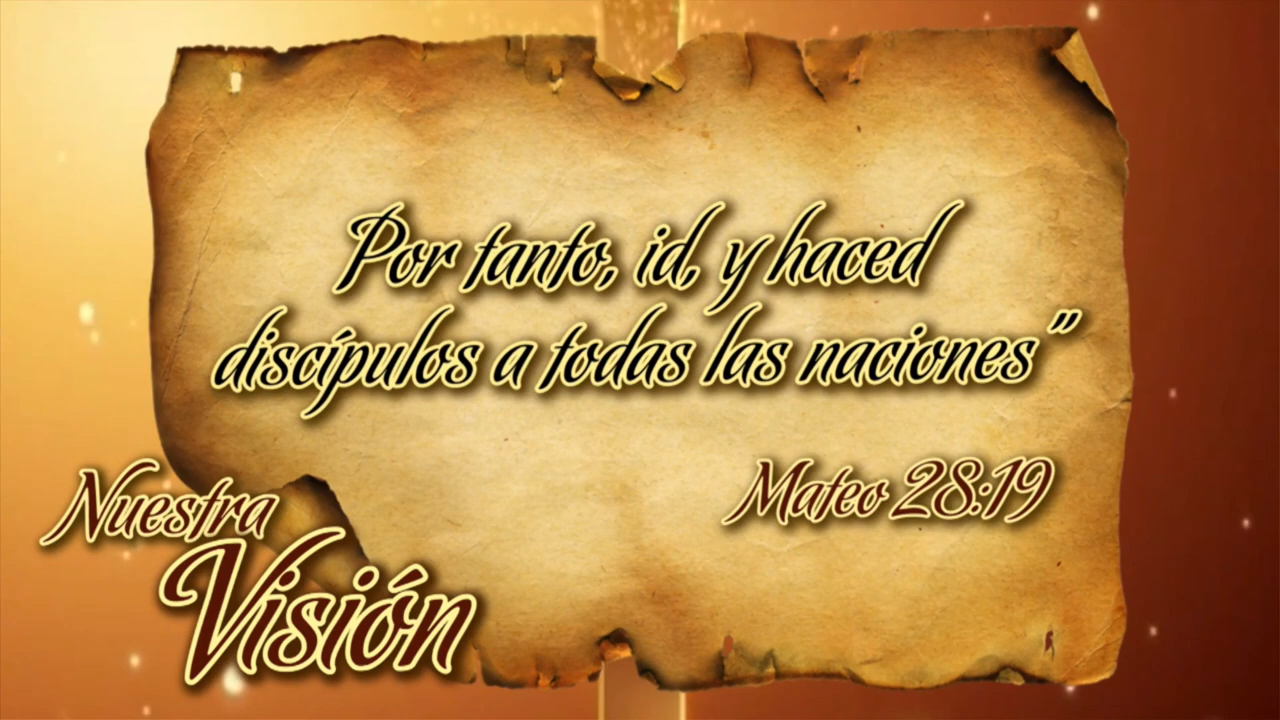 Por tanto, id, y haced
discípulos a todas las naciones"
Mateo 28:19
Nuestra
Visión